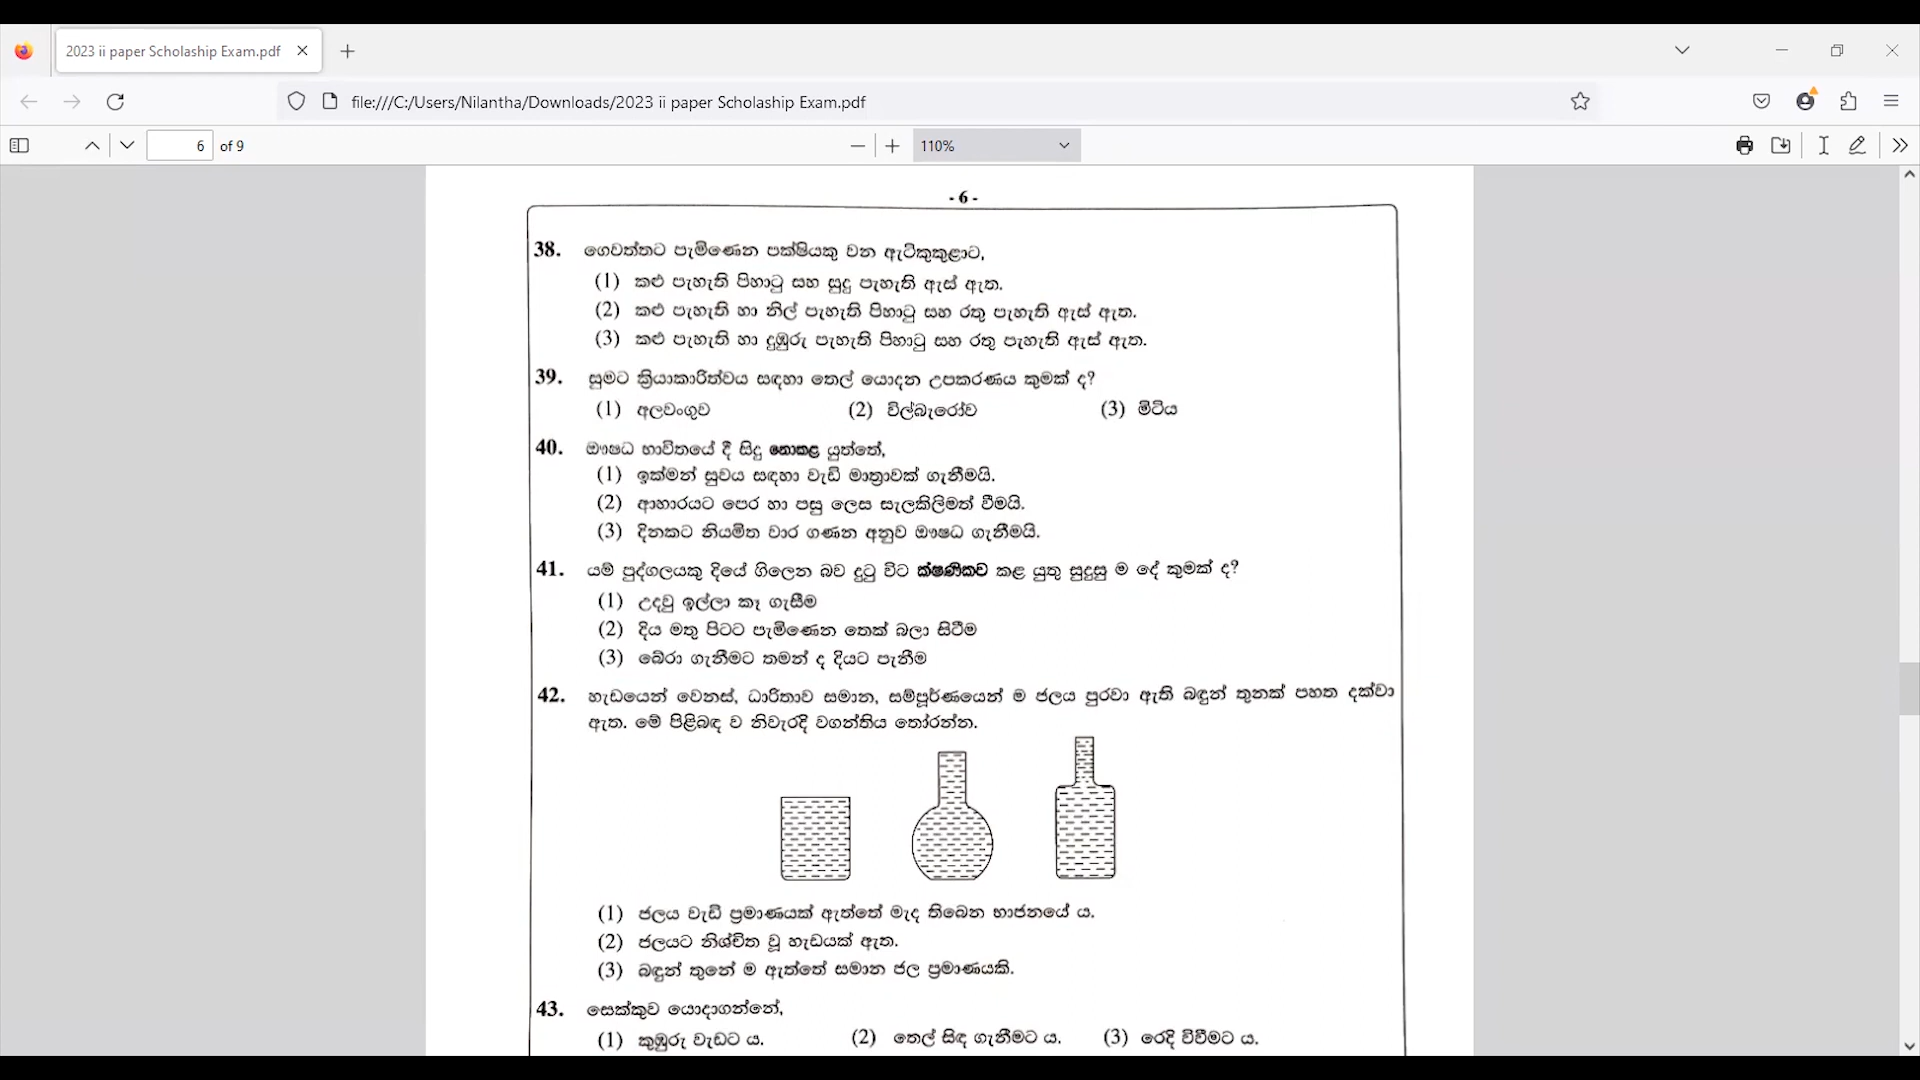 2023 ii paper Scholaship Exam.pdf
file:///C:/Users/Nilantha/Downloads/2023 ii paper Scholaship Exam.pdf
6 of 9
110%
- 6 -
38. ගෙවත්තට පැමිණෙන පක්ෂියකු වන ඇටිකුකුළාට,
(1) කළු පැහැති පිහාටු සහ සුදු පැහැති ඇස් ඇත.
(2) කළු පැහැති හා නිල් පැහැති පිහාටු සහ රතු පැහැති ඇස් ඇත.
(3) කළු පැහැති හා දුඹුරු පැහැති පිහාටු සහ රතු පැහැති ඇස් ඇත.
39. සුමට ක්‍රියාකාරිත්වය සඳහා තෙල් යොදන උපකරණය කුමක් ද?
(1) අලවංගුව (2) විල්බැරෝව (3) මිටිය
40. ඖෂධ භාවිතයේ දී සිදු නොකළ යුත්තේ,
(1) ඉක්මන් සුවය සඳහා වැඩි මාත්‍රාවක් ගැනීමයි.
(2) ආහාරයට පෙර හා පසු ලෙස සැලකිලිමත් වීමයි.
(3) දිනකට නියමිත වාර ගණන අනුව ඖෂධ ගැනීමයි.
41. යම් පුද්ගලයකු දියේ ගිලෙන බව දුටු විට ක්ෂණිකව කළ යුතු සුදුසු ම දේ කුමක් ද?
(1) උදවු ඉල්ලා කෑ ගැසීම
(2) දිය මතු පිටට පැමිණෙන තෙක් බලා සිටීම
(3) බේරා ගැනීමට තමන් ද දියට පැනීම
42. හැඩයෙන් වෙනස්, ධාරිතාව සමාන, සම්පූර්ණයෙන් ම ජලය පුරවා ඇති බඳුන් තුනක් පහත දක්වා
ඇත. මේ පිළිබඳ ව නිවැරදි වගන්තිය තෝරන්න.
(1) ජලය වැඩි ප්‍රමාණයක් ඇත්තේ මැද තිබෙන භාජනයේ ය.
(2) ජලයට නිශ්චිත වූ හැඩයක් ඇත.
(3) බඳුන් තුනේ ම ඇත්තේ සමාන ජල ප්‍රමාණයකි.
43. සෙක්කුව යොදාගන්නේ,
(1) කුඹුරු වැඩට ය. (2) තෙල් සිඳ ගැනීමට ය. (3) රෙදි විවීමට ය.